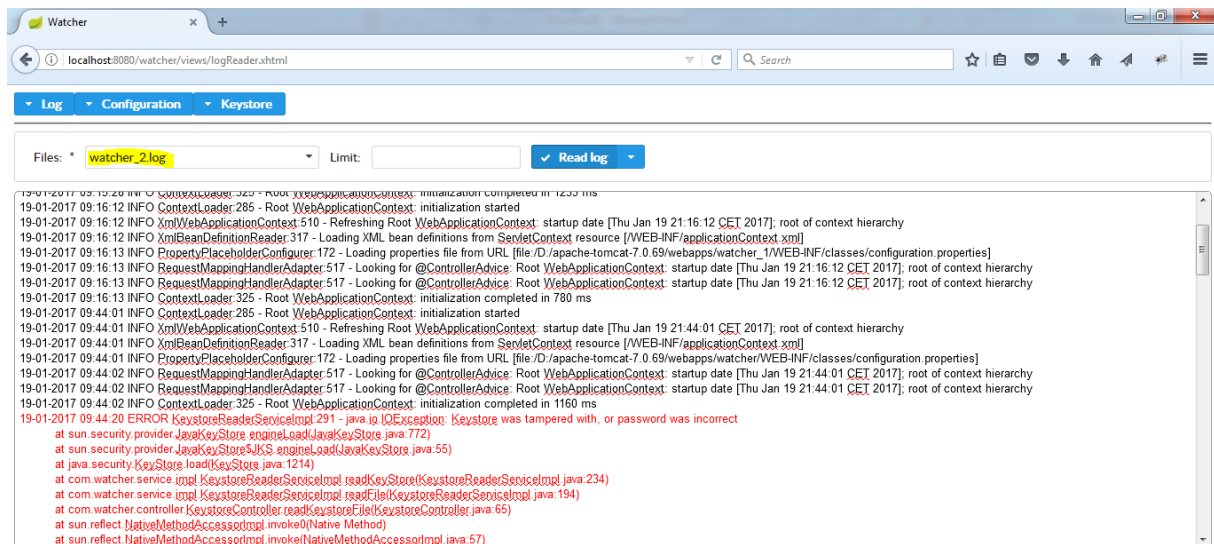 Watcher
localhost:8080/watcher/views/logReader.xhtml
Search
Log Configuration Keystore
Files: * watcher_2.log Limit: Read log
19-01-2017 09:15:28 INFO ContextLoader:325 - Root WebApplicationContext: initialization completed in 1255 ms
19-01-2017 09:16:12 INFO ContextLoader:285 - Root WebApplicationContext: initialization started
19-01-2017 09:16:12 INFO XmlWebApplicationContext:510 - Refreshing Root WebApplicationContext: startup date [Thu Jan 19 21:16:12 CET 2017]; root of context hierarchy
19-01-2017 09:16:12 INFO XmlBeanDefinitionReader:317 - Loading XML bean definitions from ServletContext resource [/WEB-INF/applicationContext.xml]
19-01-2017 09:16:13 INFO PropertyPlaceholderConfigurer:172 - Loading properties file from URL [file:/D:/apache-tomcat-7.0.69/webapps/watcher_1/WEB-INF/classes/configuration.properties]
19-01-2017 09:16:13 INFO RequestMappingHandlerAdapter:517 - Looking for @ControllerAdvice: Root WebApplicationContext: startup date [Thu Jan 19 21:16:12 CET 2017]; root of context hierarchy
19-01-2017 09:16:13 INFO RequestMappingHandlerAdapter:517 - Looking for @ControllerAdvice: Root WebApplicationContext: startup date [Thu Jan 19 21:16:12 CET 2017]; root of context hierarchy
19-01-2017 09:16:13 INFO ContextLoader:325 - Root WebApplicationContext: initialization completed in 780 ms
19-01-2017 09:44:01 INFO ContextLoader:285 - Root WebApplicationContext: initialization started
19-01-2017 09:44:01 INFO XmlWebApplicationContext:510 - Refreshing Root WebApplicationContext: startup date [Thu Jan 19 21:44:01 CET 2017]; root of context hierarchy
19-01-2017 09:44:01 INFO XmlBeanDefinitionReader:317 - Loading XML bean definitions from ServletContext resource [/WEB-INF/applicationContext.xml]
19-01-2017 09:44:01 INFO PropertyPlaceholderConfigurer:172 - Loading properties file from URL [file:/D:/apache-tomcat-7.0.69/webapps/watcher/WEB-INF/classes/configuration.properties]
19-01-2017 09:44:02 INFO RequestMappingHandlerAdapter:517 - Looking for @ControllerAdvice: Root WebApplicationContext: startup date [Thu Jan 19 21:44:01 CET 2017]; root of context hierarchy
19-01-2017 09:44:02 INFO RequestMappingHandlerAdapter:517 - Looking for @ControllerAdvice: Root WebApplicationContext: startup date [Thu Jan 19 21:44:01 CET 2017]; root of context hierarchy
19-01-2017 09:44:02 INFO ContextLoader:325 - Root WebApplicationContext: initialization completed in 1160 ms
19-01-2017 09:44:20 ERROR KeystoreReaderServiceImpl:291 - java.io.IOException: Keystore was tampered with, or password was incorrect
at sun.security.provider.JavaKeyStore.engineLoad(JavaKeyStore.java:772)
at sun.security.provider.JavaKeyStore$JKS.engineLoad(JavaKeyStore.java:55)
at java.security.KeyStore.load(KeyStore.java:1214)
at com.watcher.service.impl.KeystoreReaderServiceImpl.readKeyStore(KeystoreReaderServiceImpl.java:234)
at com.watcher.service.impl.KeystoreReaderServiceImpl.readFile(KeystoreReaderServiceImpl.java:194)
at com.watcher.controller.KeystoreController.readKeystoreFile(KeystoreController.java:65)
at sun.reflect.NativeMethodAccessorImpl.invoke0(Native Method)
at sun.reflect.NativeMethodAccessorImpl.invoke(NativeMethodAccessorImpl.java:57)